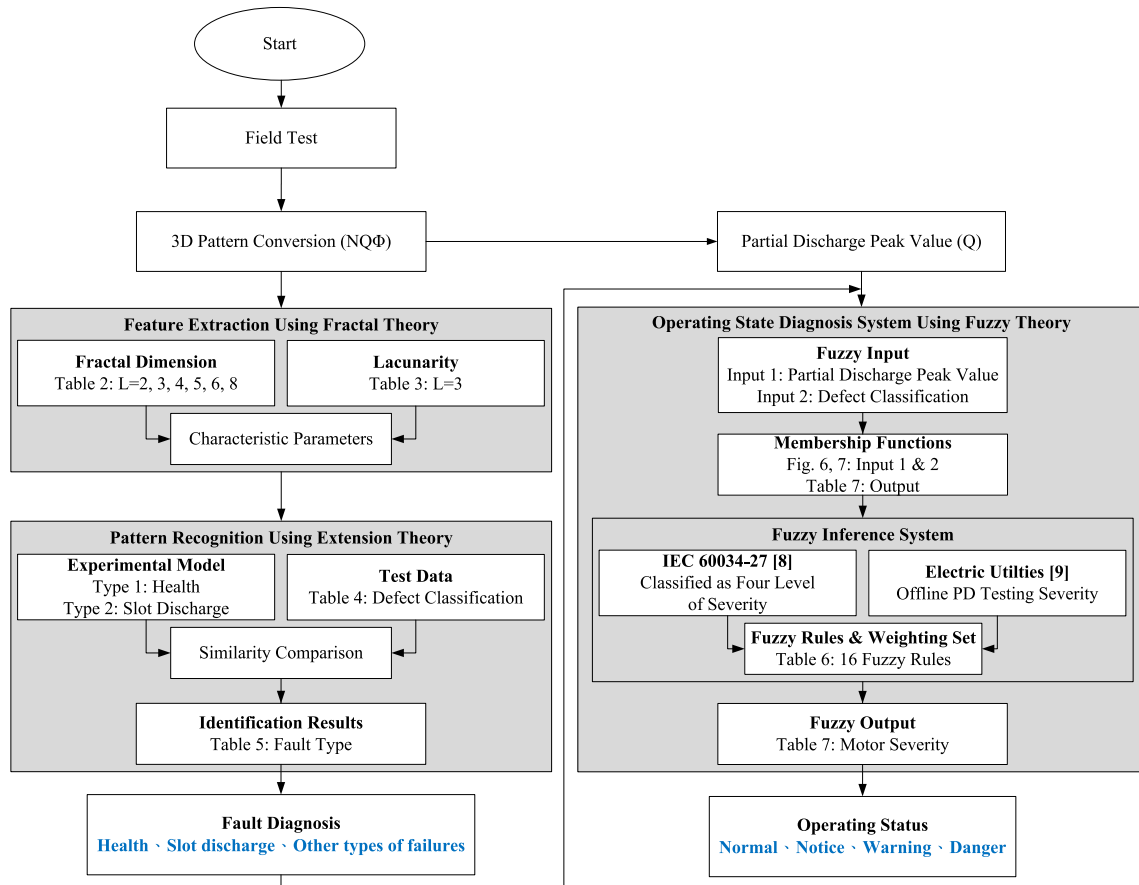 Start
Field Test
3D Pattern Conversion (NQΦ)
Partial Discharge Peak Value (Q)
Feature Extraction Using Fractal Theory
Fractal Dimension
Table 2: L=2, 3, 4, 5, 6, 8
Lacunarity
Table 3: L=3
Characteristic Parameters
Pattern Recognition Using Extension Theory
Experimental Model
Type 1: Health
Type 2: Slot Discharge
Test Data
Table 4: Defect Classification
Similarity Comparison
Identification Results
Table 5: Fault Type
Fault Diagnosis
Health、Slot discharge、Other types of failures
Operating State Diagnosis System Using Fuzzy Theory
Fuzzy Input
Input 1: Partial Discharge Peak Value
Input 2: Defect Classification
Membership Functions
Fig. 6, 7: Input 1 & 2
Table 7: Output
Fuzzy Inference System
IEC 60034-27 [8]
Classified as Four Level
of Severity
Electric Utilties [9]
Offline PD Testing Severity
Fuzzy Rules & Weighting Set
Table 6: 16 Fuzzy Rules
Fuzzy Output
Table 7: Motor Severity
Operating Status
Normal、Notice、Warning、Danger